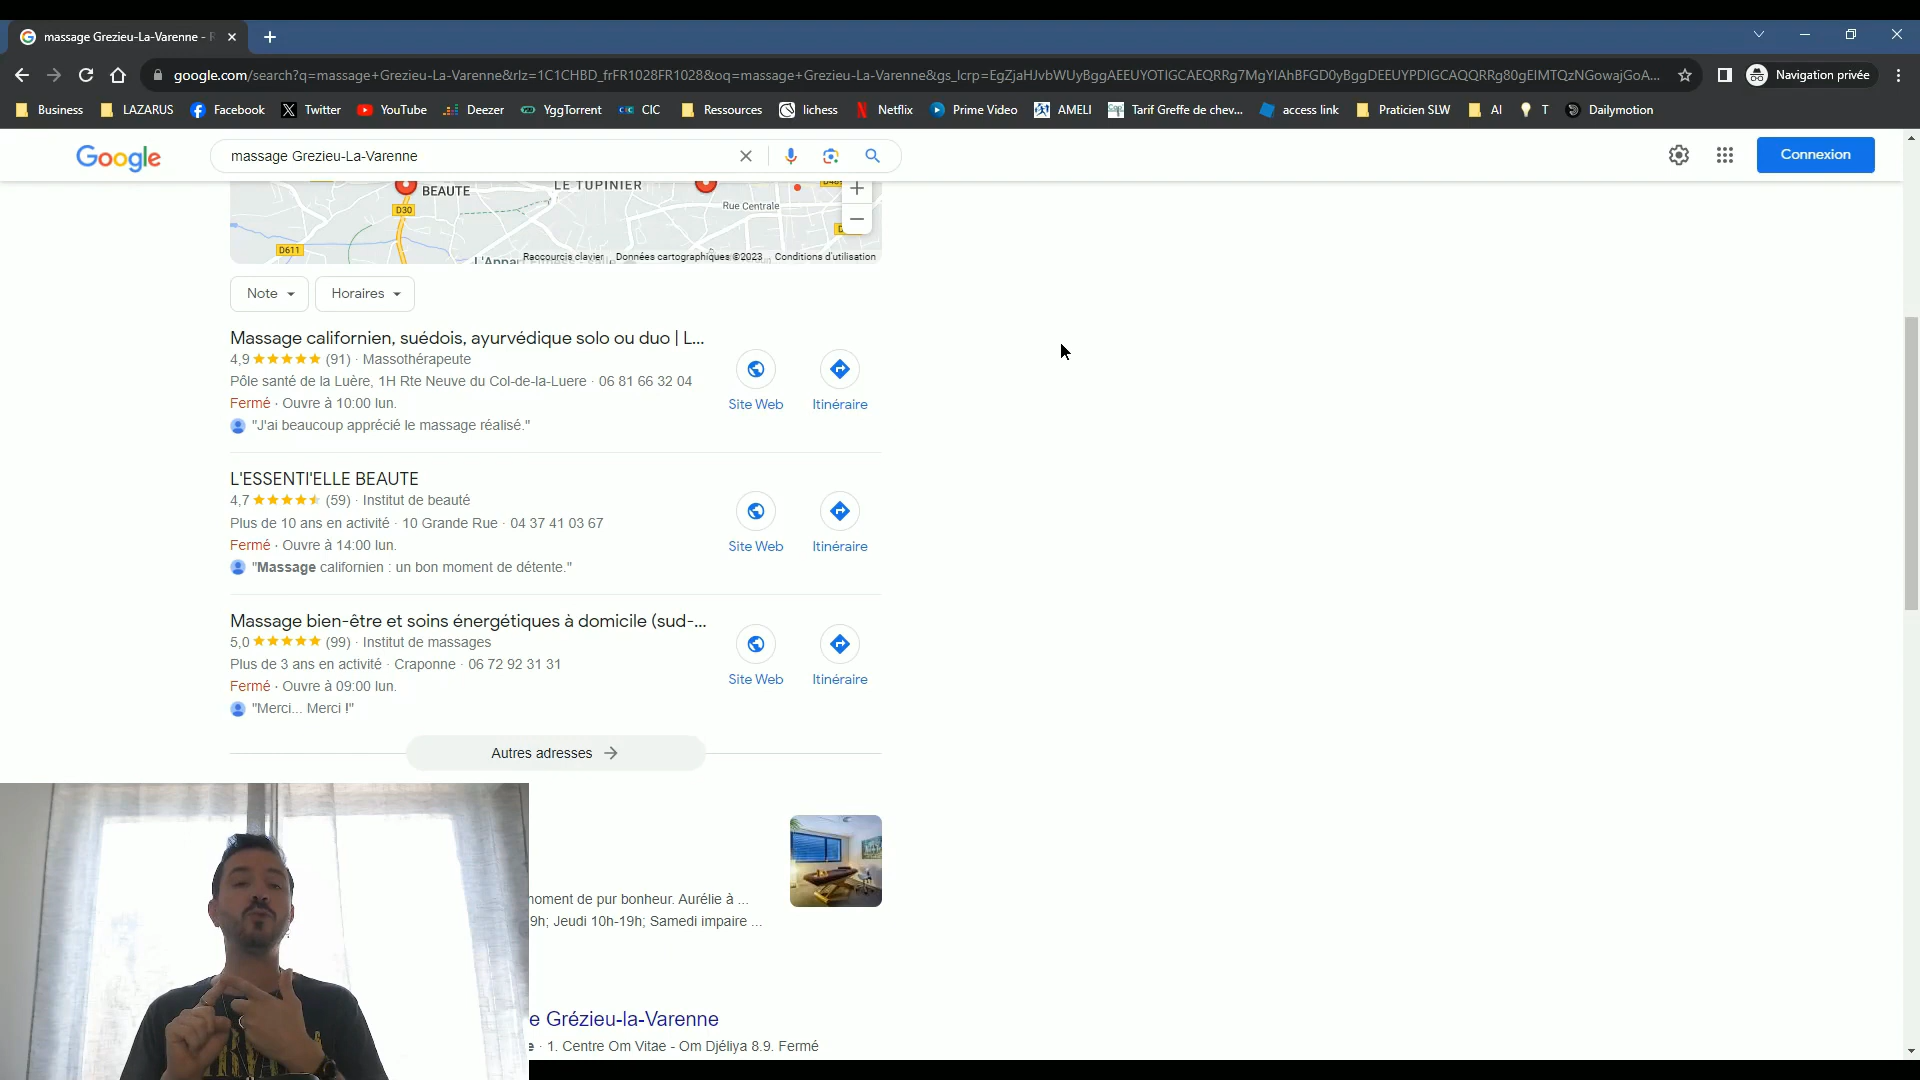 massage Grezieu-La-Varenne - R
google.com/search?q=massage+Grezieu-La-Varenne&rlz=1C1CHBD_frFR1028FR1028&oq=massage+Grezieu-La-Varenne&gs_lcrp=EgZjaHJvbWUyBggAEEUYOTIGCAEQRRg7MgYIAhBFGD0yBggDEEUYPDIGCAQQRRg80gEIMTQzNGowajGoA...
Navigation privée
Business LAZARUS Facebook Twitter YouTube Deezer YggTorrent CIC CIC Ressources lichess Netflix Prime Video AMELI Tarif Greffe de chev... access link Praticien SLW AI T Dailymotion
Google
massage Grezieu-La-Varenne
Connexion
BEAUTE
LE TUPINIER
D30
Rue Centrale
D611
Raccourcis clavier Données cartographiques ©2023 Conditions d'utilisation
Note
Horaires
Massage californien, suédois, ayurvédique solo ou duo | L...
4,9 (91) · Massothérapeute
Pôle santé de la Luère, 1H Rte Neuve du Col-de-la-Luere · 06 81 66 32 04
Fermé · Ouvre à 10:00 lun.
"J'ai beaucoup apprécié le massage réalisé."
Site Web
Itinéraire
L'ESSENTI'ELLE BEAUTE
4,7 (59) · Institut de beauté
Plus de 10 ans en activité · 10 Grande Rue · 04 37 41 03 67
Fermé · Ouvre à 14:00 lun.
"Massage californien : un bon moment de détente."
Site Web
Itinéraire
Massage bien-être et soins énergétiques à domicile (sud-...
5,0 (99) · Institut de massages
Plus de 3 ans en activité · Craponne · 06 72 92 31 31
Fermé · Ouvre à 09:00 lun.
"Merci... Merci !"
Site Web
Itinéraire
Autres adresses
moment de pur bonheur. Aurélie à ...
9h; Jeudi 10h-19h; Samedi impaire ...
e Grézieu-la-Varenne
e · 1. Centre Om Vitae - Om Djéliya 8.9. Fermé